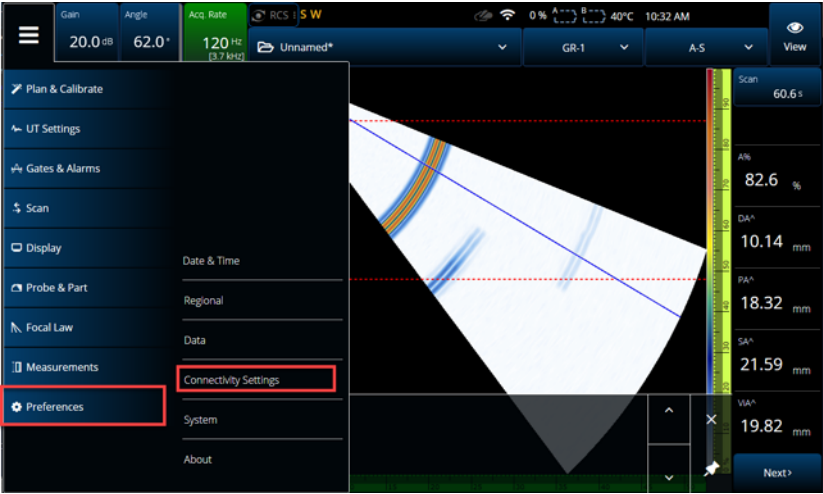 Gain
20.0 dB
Angle
62.0 °
Acq. Rate
120 Hz
[3.7 kHz]
RCS I S W
0 % A B 40°C 10:32 AM
Unnamed*
GR-1
A-S
View
Plan & Calibrate
UT Settings
Gates & Alarms
Scan
Display
Probe & Part
Focal Law
Measurements
Preferences
Date & Time
Regional
Data
Connectivity Settings
System
About
Scan
60.6 s
A%
82.6 %
DA^
10.14 mm
PA^
18.32 mm
SA^
21.59 mm
VIA^
19.82 mm
Next>